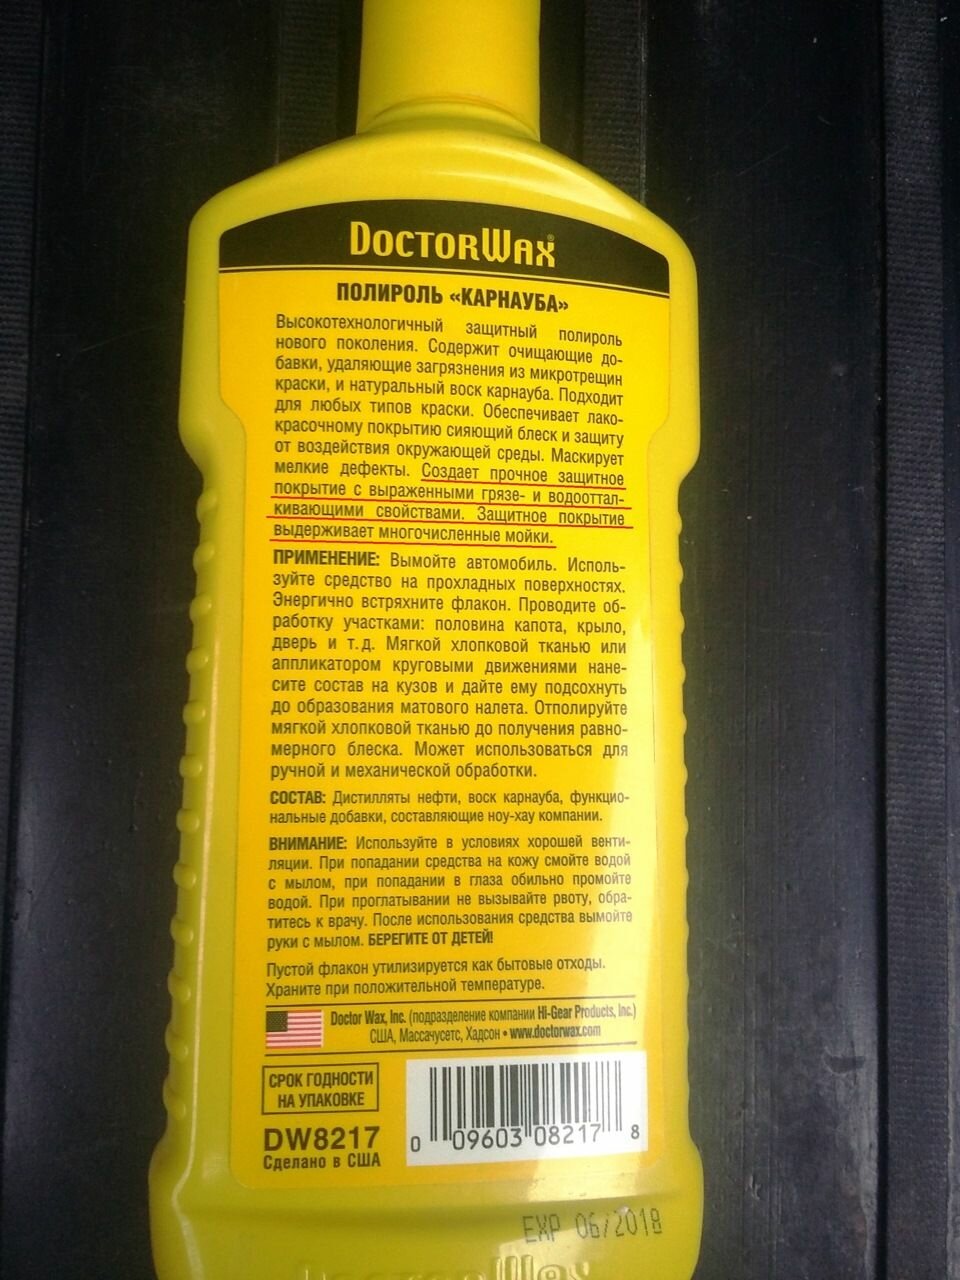 DOCTORWAX®
ПОЛИРОЛЬ «КАРНАУБА»
Высокотехнологичный защитный полироль
нового поколения. Содержит очищающие до-
бавки, удаляющие загрязнения из микротрещин
краски, и натуральный воск карнауба. Подходит
для любых типов краски. Обеспечивает лако-
красочному покрытию сияющий блеск и защиту
от воздействия окружающей среды. Маскирует
мелкие дефекты. Создает прочное защитное
покрытие с выраженными грязе- и водооттал-
кивающими свойствами. Защитное покрытие
выдерживает многочисленные мойки.
ПРИМЕНЕНИЕ: Вымойте автомобиль. Исполь-
зуйте средство на прохладных поверхностях.
Энергично встряхните флакон. Проводите об-
работку участками: половина капота, крыло,
дверь и т.д. Мягкой хлопковой тканью или
аппликатором круговыми движениями нане-
сите состав на кузов и дайте ему подсохнуть
до образования матового налета. Отполируйте
мягкой хлопковой тканью до получения равно-
мерного блеска. Может использоваться для
ручной и механической обработки.
СОСТАВ: Дистилляты нефти, воск карнауба, функцио-
нальные добавки, составляющие ноу-хау компании.
ВНИМАНИЕ: Используйте в условиях хорошей венти-
ляции. При попадании средства на кожу смойте водой
с мылом, при попадании в глаза обильно промойте
водой. При проглатывании не вызывайте рвоту, обра-
титесь к врачу. После использования средства вымойте
руки с мылом. БЕРЕГИТЕ ОТ ДЕТЕЙ!
Пустой флакон утилизируется как бытовые отходы.
Храните при положительной температуре.
Doctor Wax, Inc. (подразделение компании Hi-Gear Products, Inc.)
США, Массачусетс, Хадсон • www.doctorwax.com
СРОК ГОДНОСТИ
НА УПАКОВКЕ
DW8217
Сделано в США
0 09603 08217 8
EXP 06/2018
DOCTORWAX